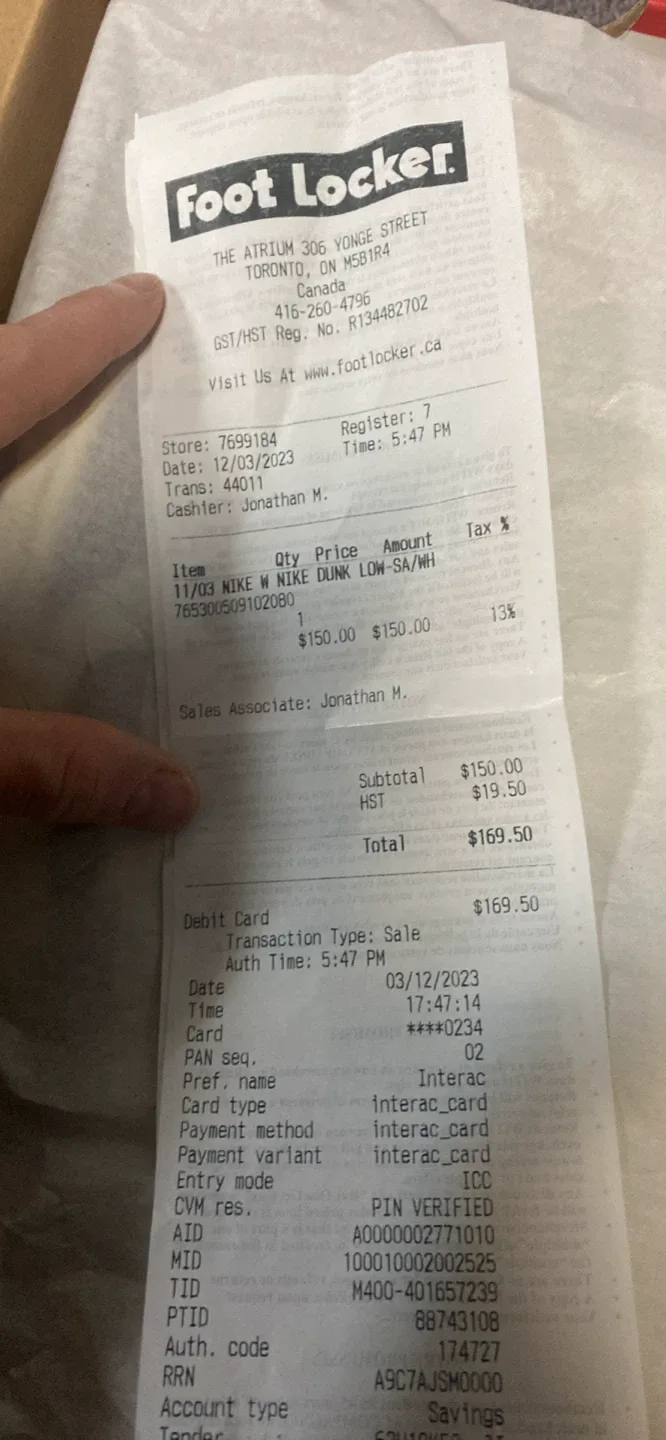 Foot Locker.
THE ATRIUM 306 YONGE STREET
TORONTO, ON M5B1R4
Canada
416-260-4796
GST/HST Reg. No. R134482702
Visit Us At www.footlocker.ca
Store: 7699184 Register: 7
Date: 12/03/2023 Time: 5:47 PM
Trans: 44011
Cashier: Jonathan M.
Item Qty Price Amount Tax %
11/03 NIKE W NIKE DUNK LOW-SA/WH
765300509102080
1
$150.00 $150.00 13%
Sales Associate: Jonathan M.
Subtotal $150.00
HST $19.50
Total $169.50
Debit Card $169.50
Transaction Type: Sale
Auth Time: 5:47 PM
Date 03/12/2023
Time 17:47:14
Card ****0234
PAN seq. 02
Pref. name Interac
Card type interac_card
Payment method interac_card
Payment variant interac_card
Entry mode ICC
CVM res. PIN VERIFIED
AID A0000002771010
MID 100010002002525
TID M400-401657239
PTID 88743108
Auth. code 174727
RRN A9C7AJSM0000
Account type Savings
Tender